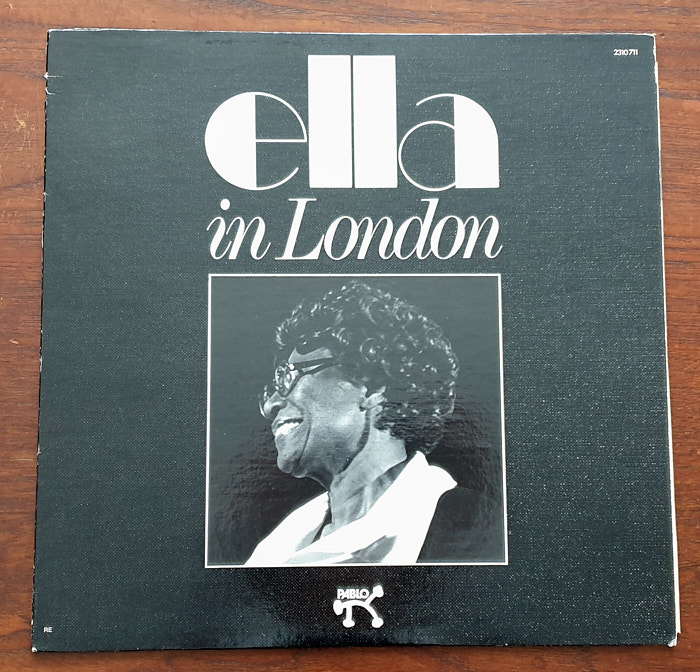 2310 711
ella
in London
PABLO
RE